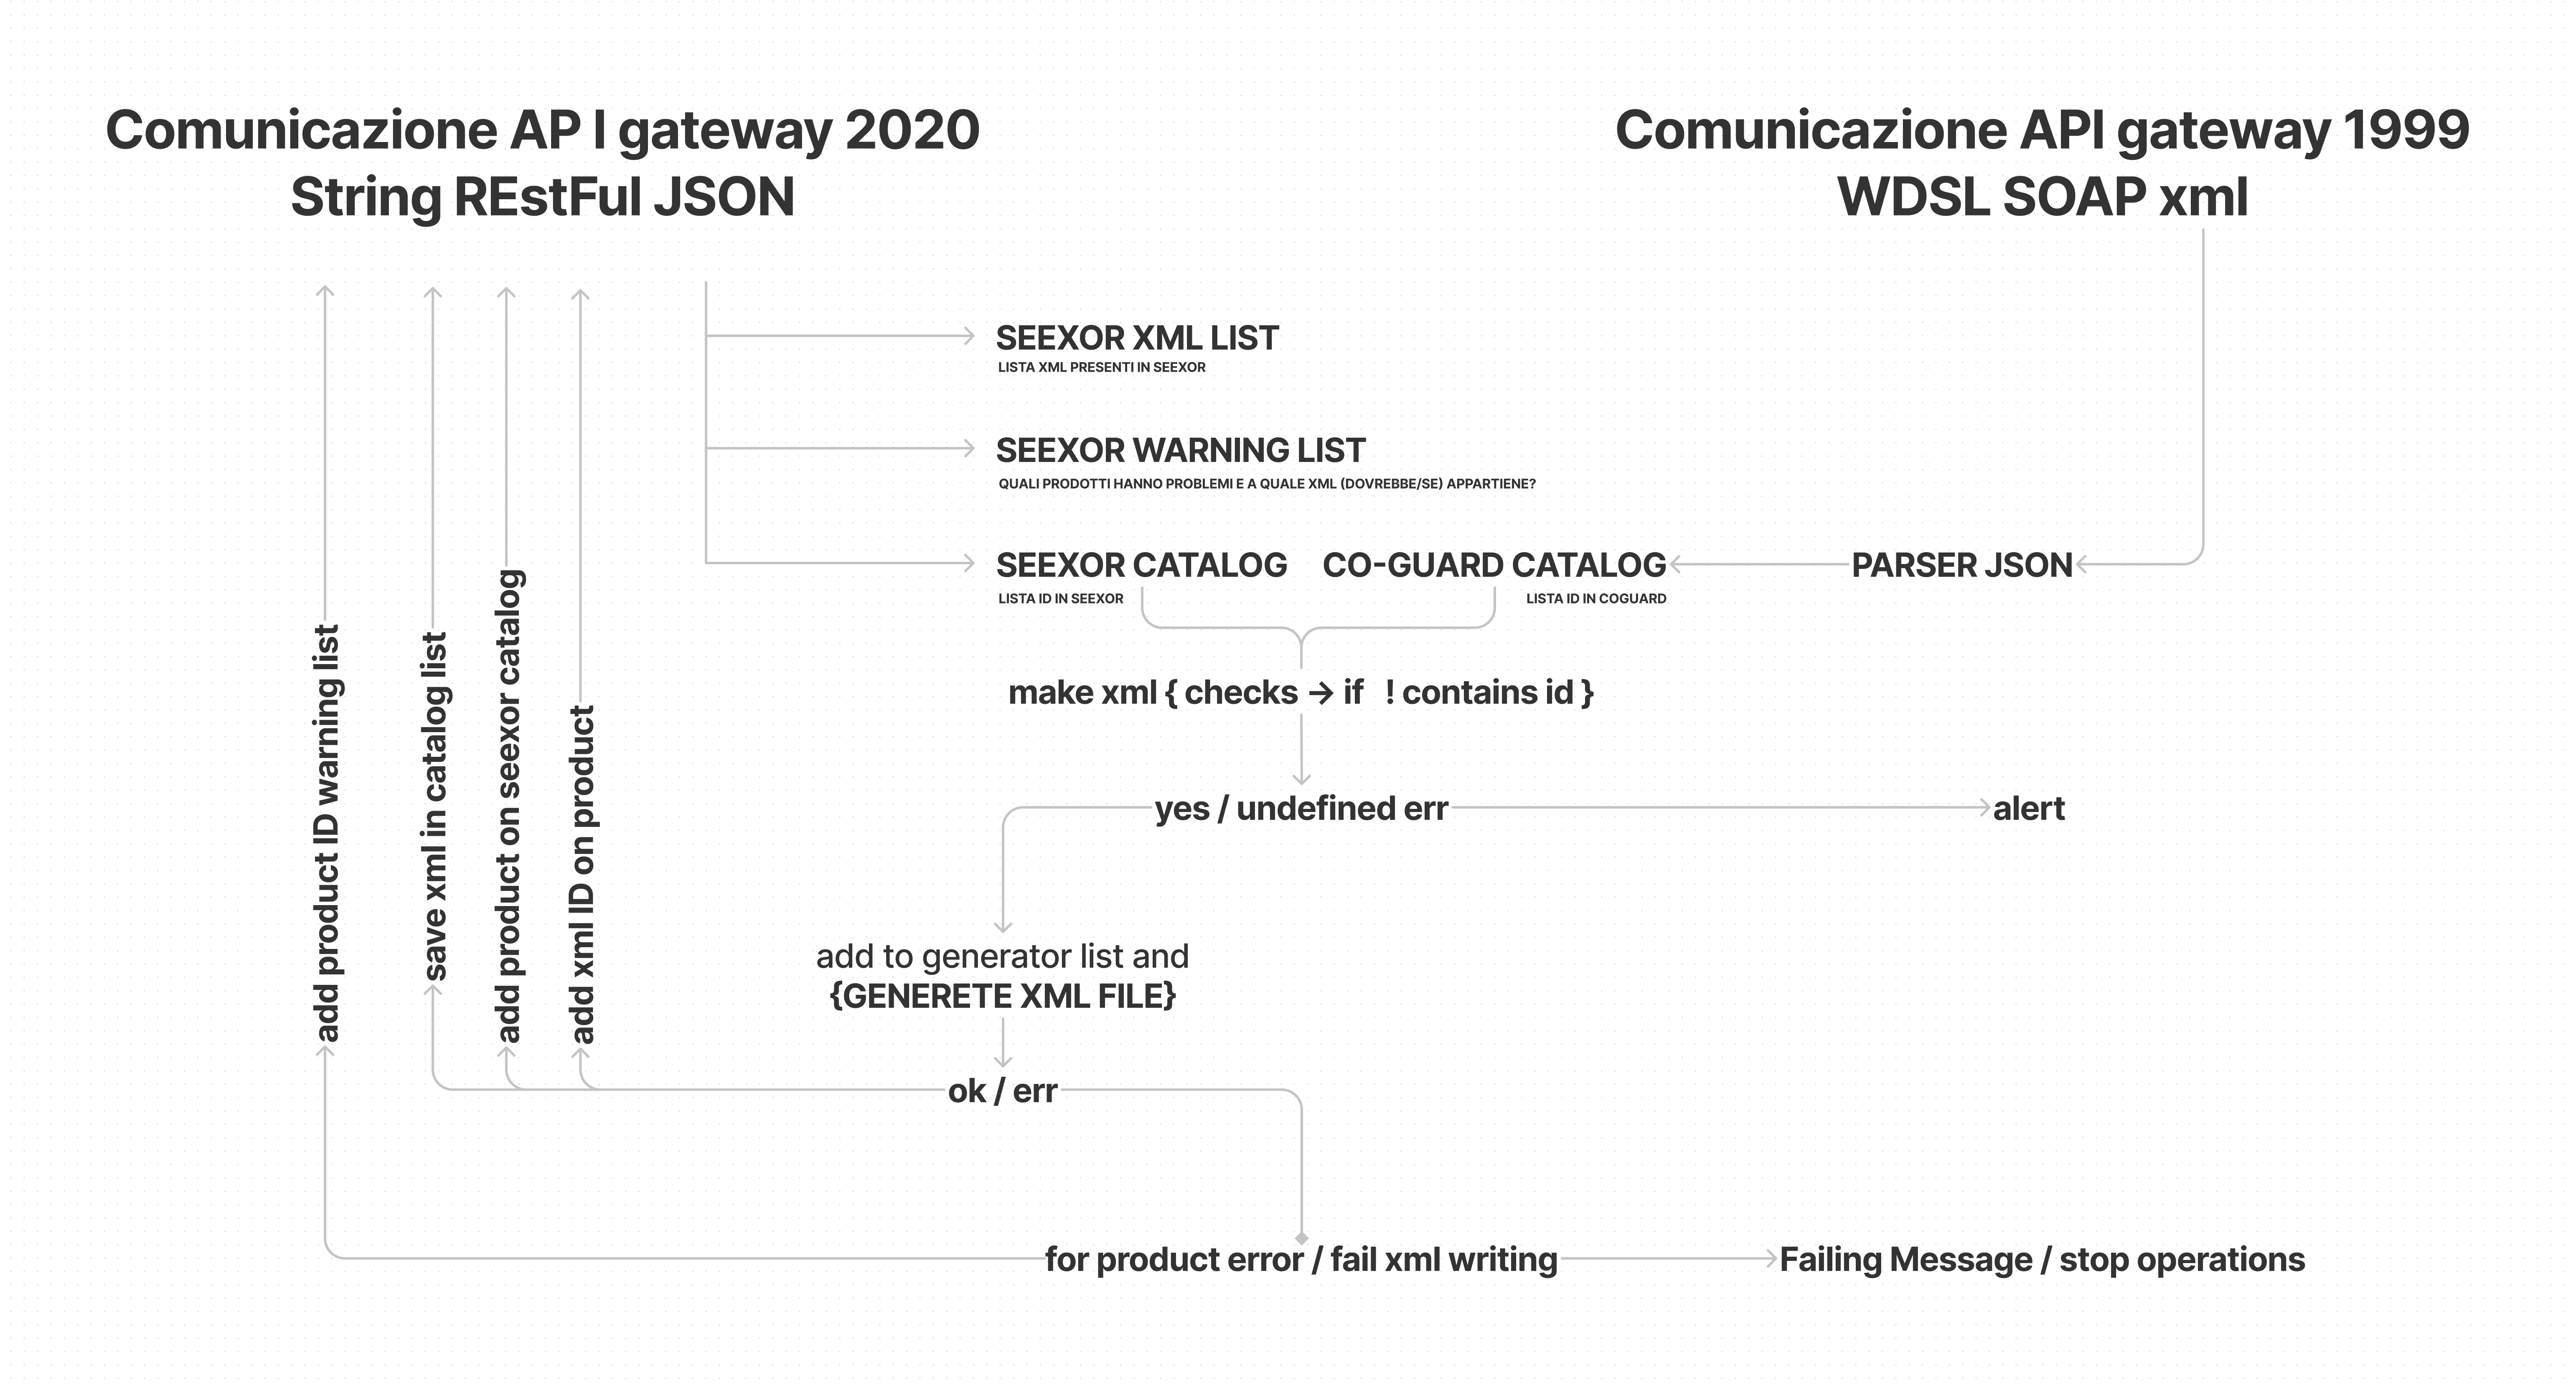 Comunicazione AP I gateway 2020
String REstFul JSON
Comunicazione API gateway 1999
WDSL SOAP xml
SEEXOR XML LIST
LISTA XML PRESENTI IN SEEXOR
SEEXOR WARNING LIST
QUALI PRODOTTI HANNO PROBLEMI E A QUALE XML (DOVREBBE/SE) APPARTIENE?
SEEXOR CATALOG
LISTA ID IN SEEXOR
CO-GUARD CATALOG
LISTA ID IN COGUARD
PARSER JSON
make xml { checks → if ! contains id }
yes / undefined err
alert
add to generator list and
{GENERETE XML FILE}
ok / err
add product ID warning list
save xml in catalog list
add product on seexor catalog
add xml ID on product
for product error / fail xml writing
Failing Message / stop operations